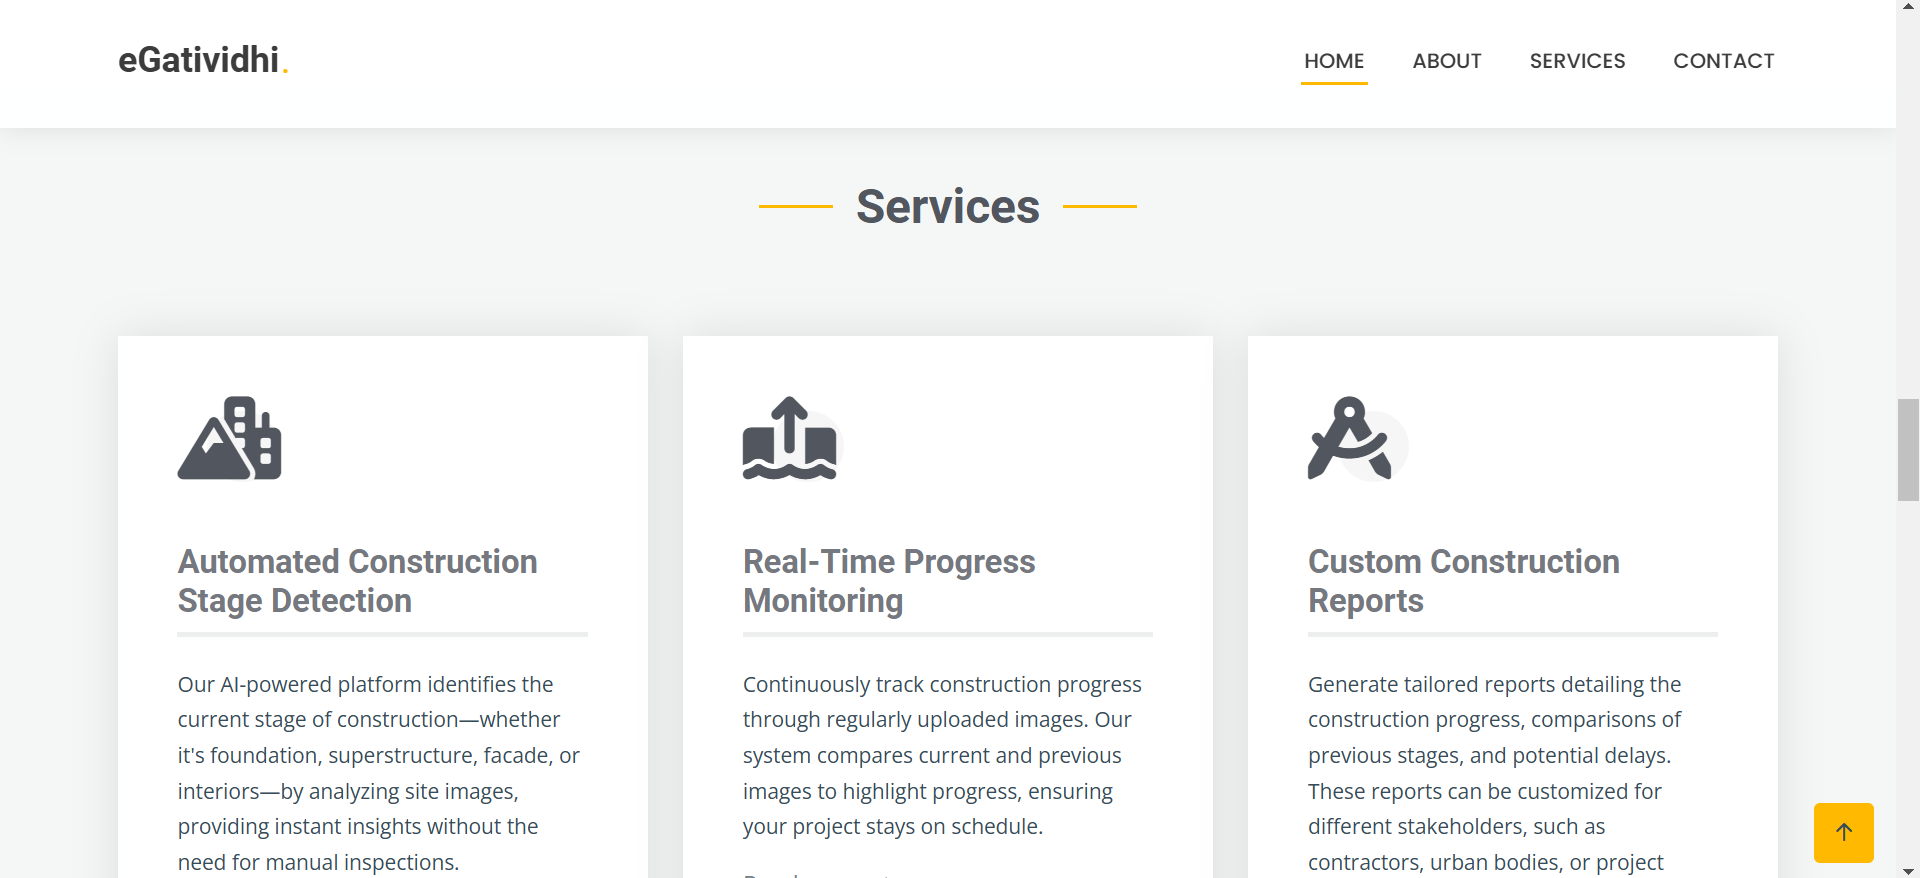 eGatividhi.
HOME ABOUT SERVICES CONTACT
Services
Automated Construction
Stage Detection
Our AI-powered platform identifies the
current stage of construction—whether
it's foundation, superstructure, facade, or
interiors—by analyzing site images,
providing instant insights without the
need for manual inspections.
Real-Time Progress
Monitoring
Continuously track construction progress
through regularly uploaded images. Our
system compares current and previous
images to highlight progress, ensuring
your project stays on schedule.
Custom Construction
Reports
Generate tailored reports detailing the
construction progress, comparisons of
previous stages, and potential delays.
These reports can be customized for
different stakeholders, such as
contractors, urban bodies, or project